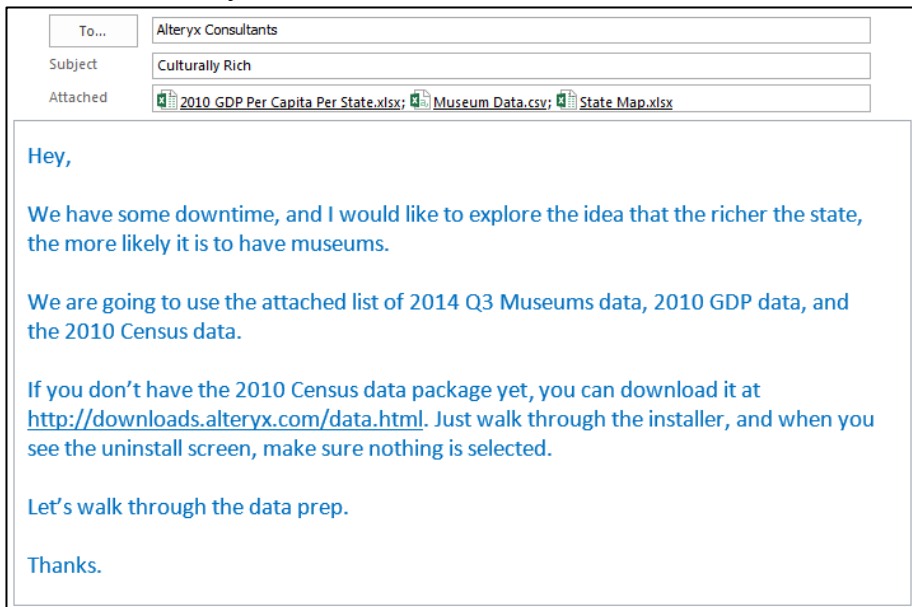 To... Alteryx Consultants
Subject Culturally Rich
Attached 2010 GDP Per Capita Per State.xlsx; Museum Data.csv; State Map.xlsx
Hey,
We have some downtime, and I would like to explore the idea that the richer the state,
the more likely it is to have museums.
We are going to use the attached list of 2014 Q3 Museums data, 2010 GDP data, and
the 2010 Census data.
If you don't have the 2010 Census data package yet, you can download it at
http://downloads.alteryx.com/data.html. Just walk through the installer, and when you
see the uninstall screen, make sure nothing is selected.
Let's walk through the data prep.
Thanks.